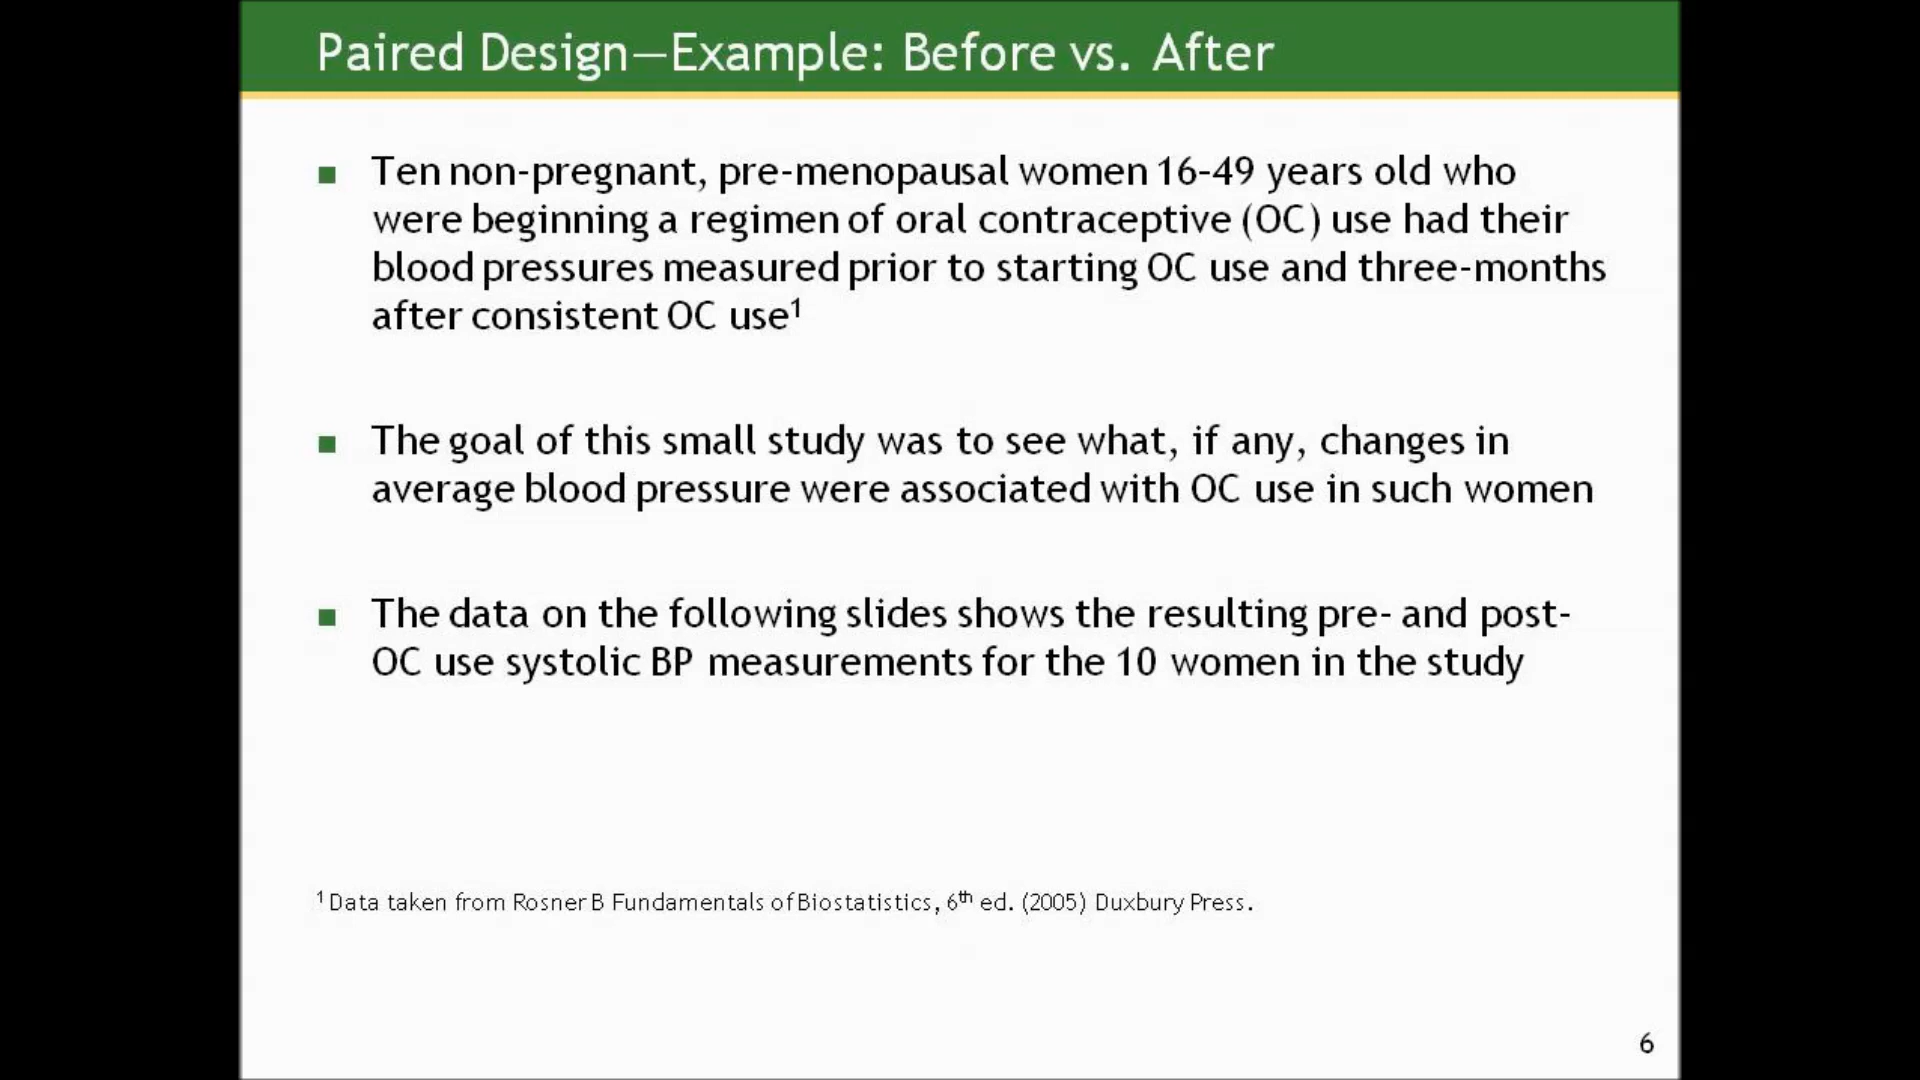 Paired Design—Example: Before vs. After
Ten non-pregnant, pre-menopausal women 16-49 years old who
were beginning a regimen of oral contraceptive (OC) use had their
blood pressures measured prior to starting OC use and three-months
after consistent OC use¹
The goal of this small study was to see what, if any, changes in
average blood pressure were associated with OC use in such women
The data on the following slides shows the resulting pre- and post-
OC use systolic BP measurements for the 10 women in the study
¹ Data taken from Rosner B Fundamentals of Biostatistics, 6th ed. (2005) Duxbury Press.
6